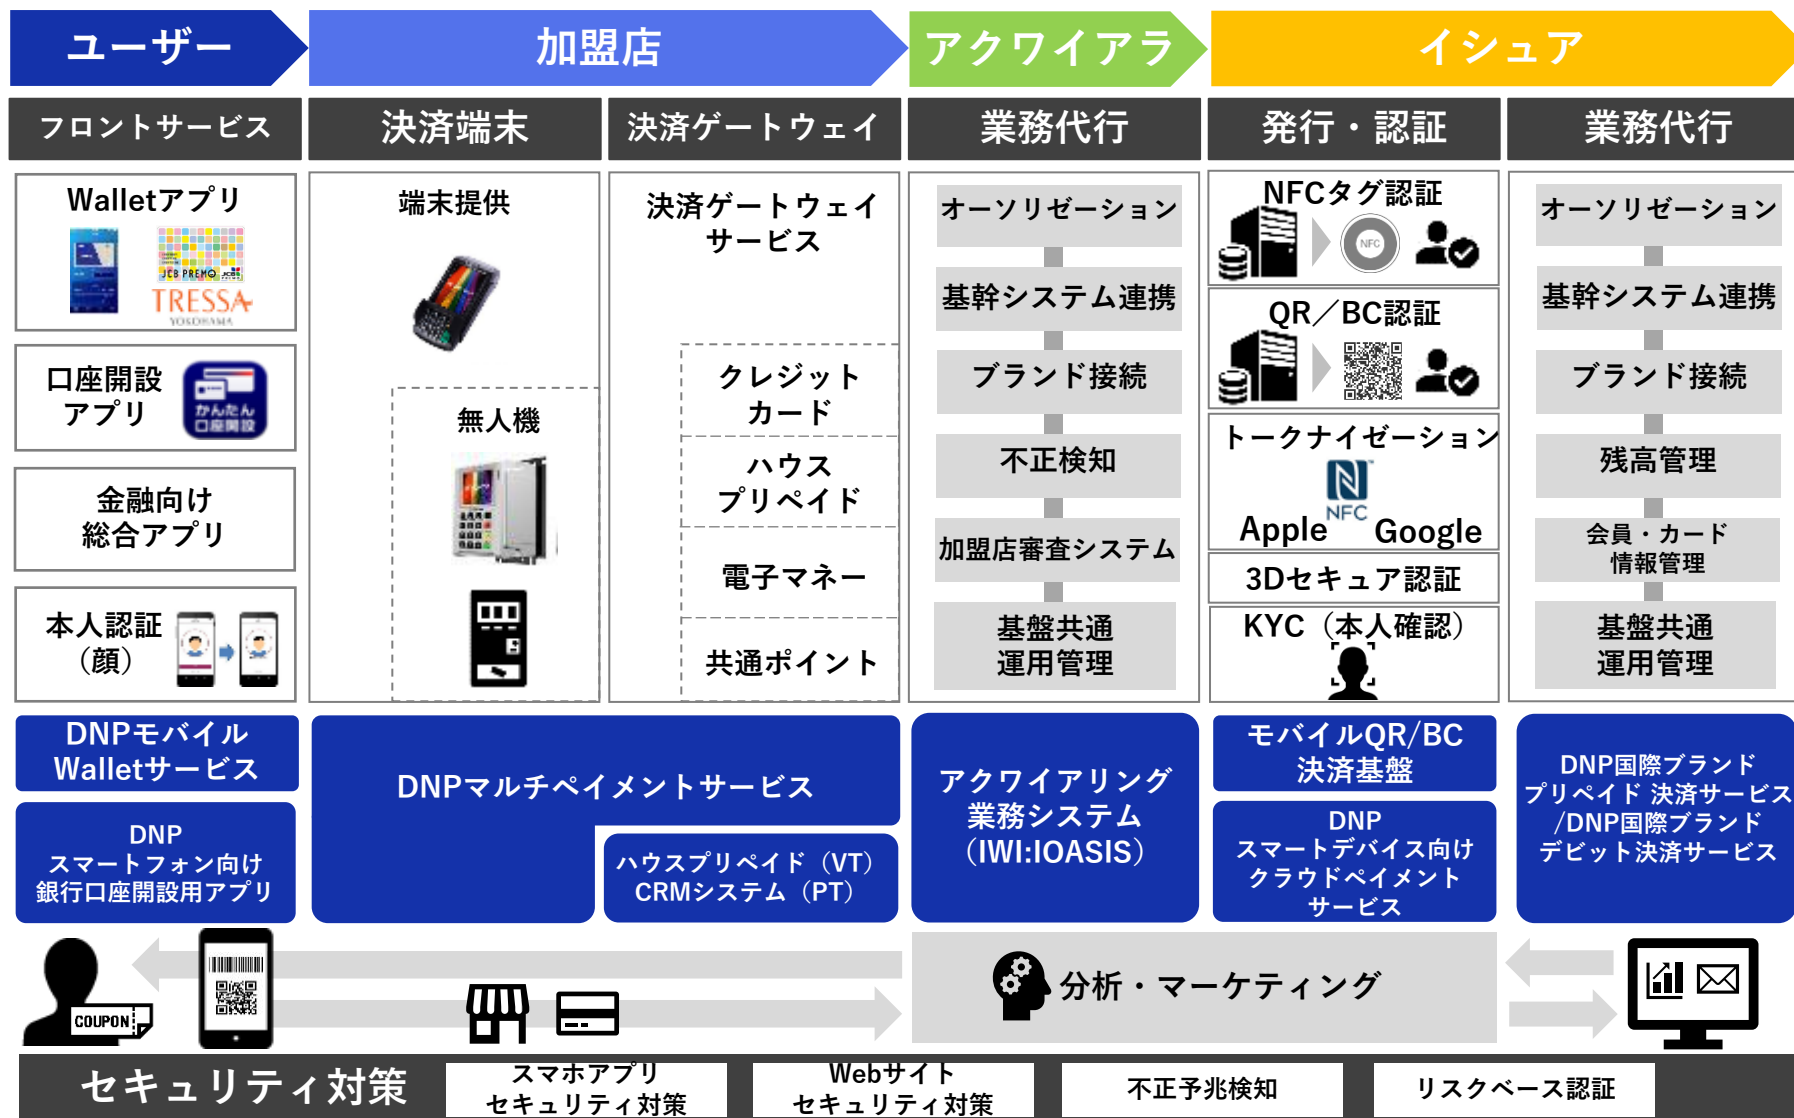 ユーザー
加盟店
アクワイアラ
イシュア
フロントサービス
決済端末
決済ゲートウェイ
業務代行
発行・認証
業務代行
Walletアプリ
JCB PREMO
JCB
TRESSA
YOKOHAMA
口座開設
アプリ
かんたん
口座開設
金融向け
総合アプリ
本人認証
（顔）
端末提供
無人機
決済ゲートウェイ
サービス
クレジット
カード
ハウス
プリペイド
電子マネー
共通ポイント
オーソリゼーション
基幹システム連携
ブランド接続
不正検知
加盟店審査システム
基盤共通
運用管理
NFCタグ認証
NFC
QR／BC認証
トークナイゼーション
NFC
Apple
Google
3Dセキュア認証
KYC（本人確認）
オーソリゼーション
基幹システム連携
ブランド接続
残高管理
会員・カード
情報管理
基盤共通
運用管理
DNPモバイル
Walletサービス
DNP
スマートフォン向け
銀行口座開設用アプリ
DNPマルチペイメントサービス
ハウスプリペイド（VT）
CRMシステム（PT）
アクワイアリング
業務システム
（IWI:IOASIS）
モバイルQR/BC
決済基盤
DNP
スマートデバイス向け
クラウドペイメント
サービス
DNP国際ブランド
プリペイド 決済サービス
/DNP国際ブランド
デビット決済サービス
COUPON
分析・マーケティング
セキュリティ対策
スマホアプリ
セキュリティ対策
Webサイト
セキュリティ対策
不正予兆検知
リスクベース認証